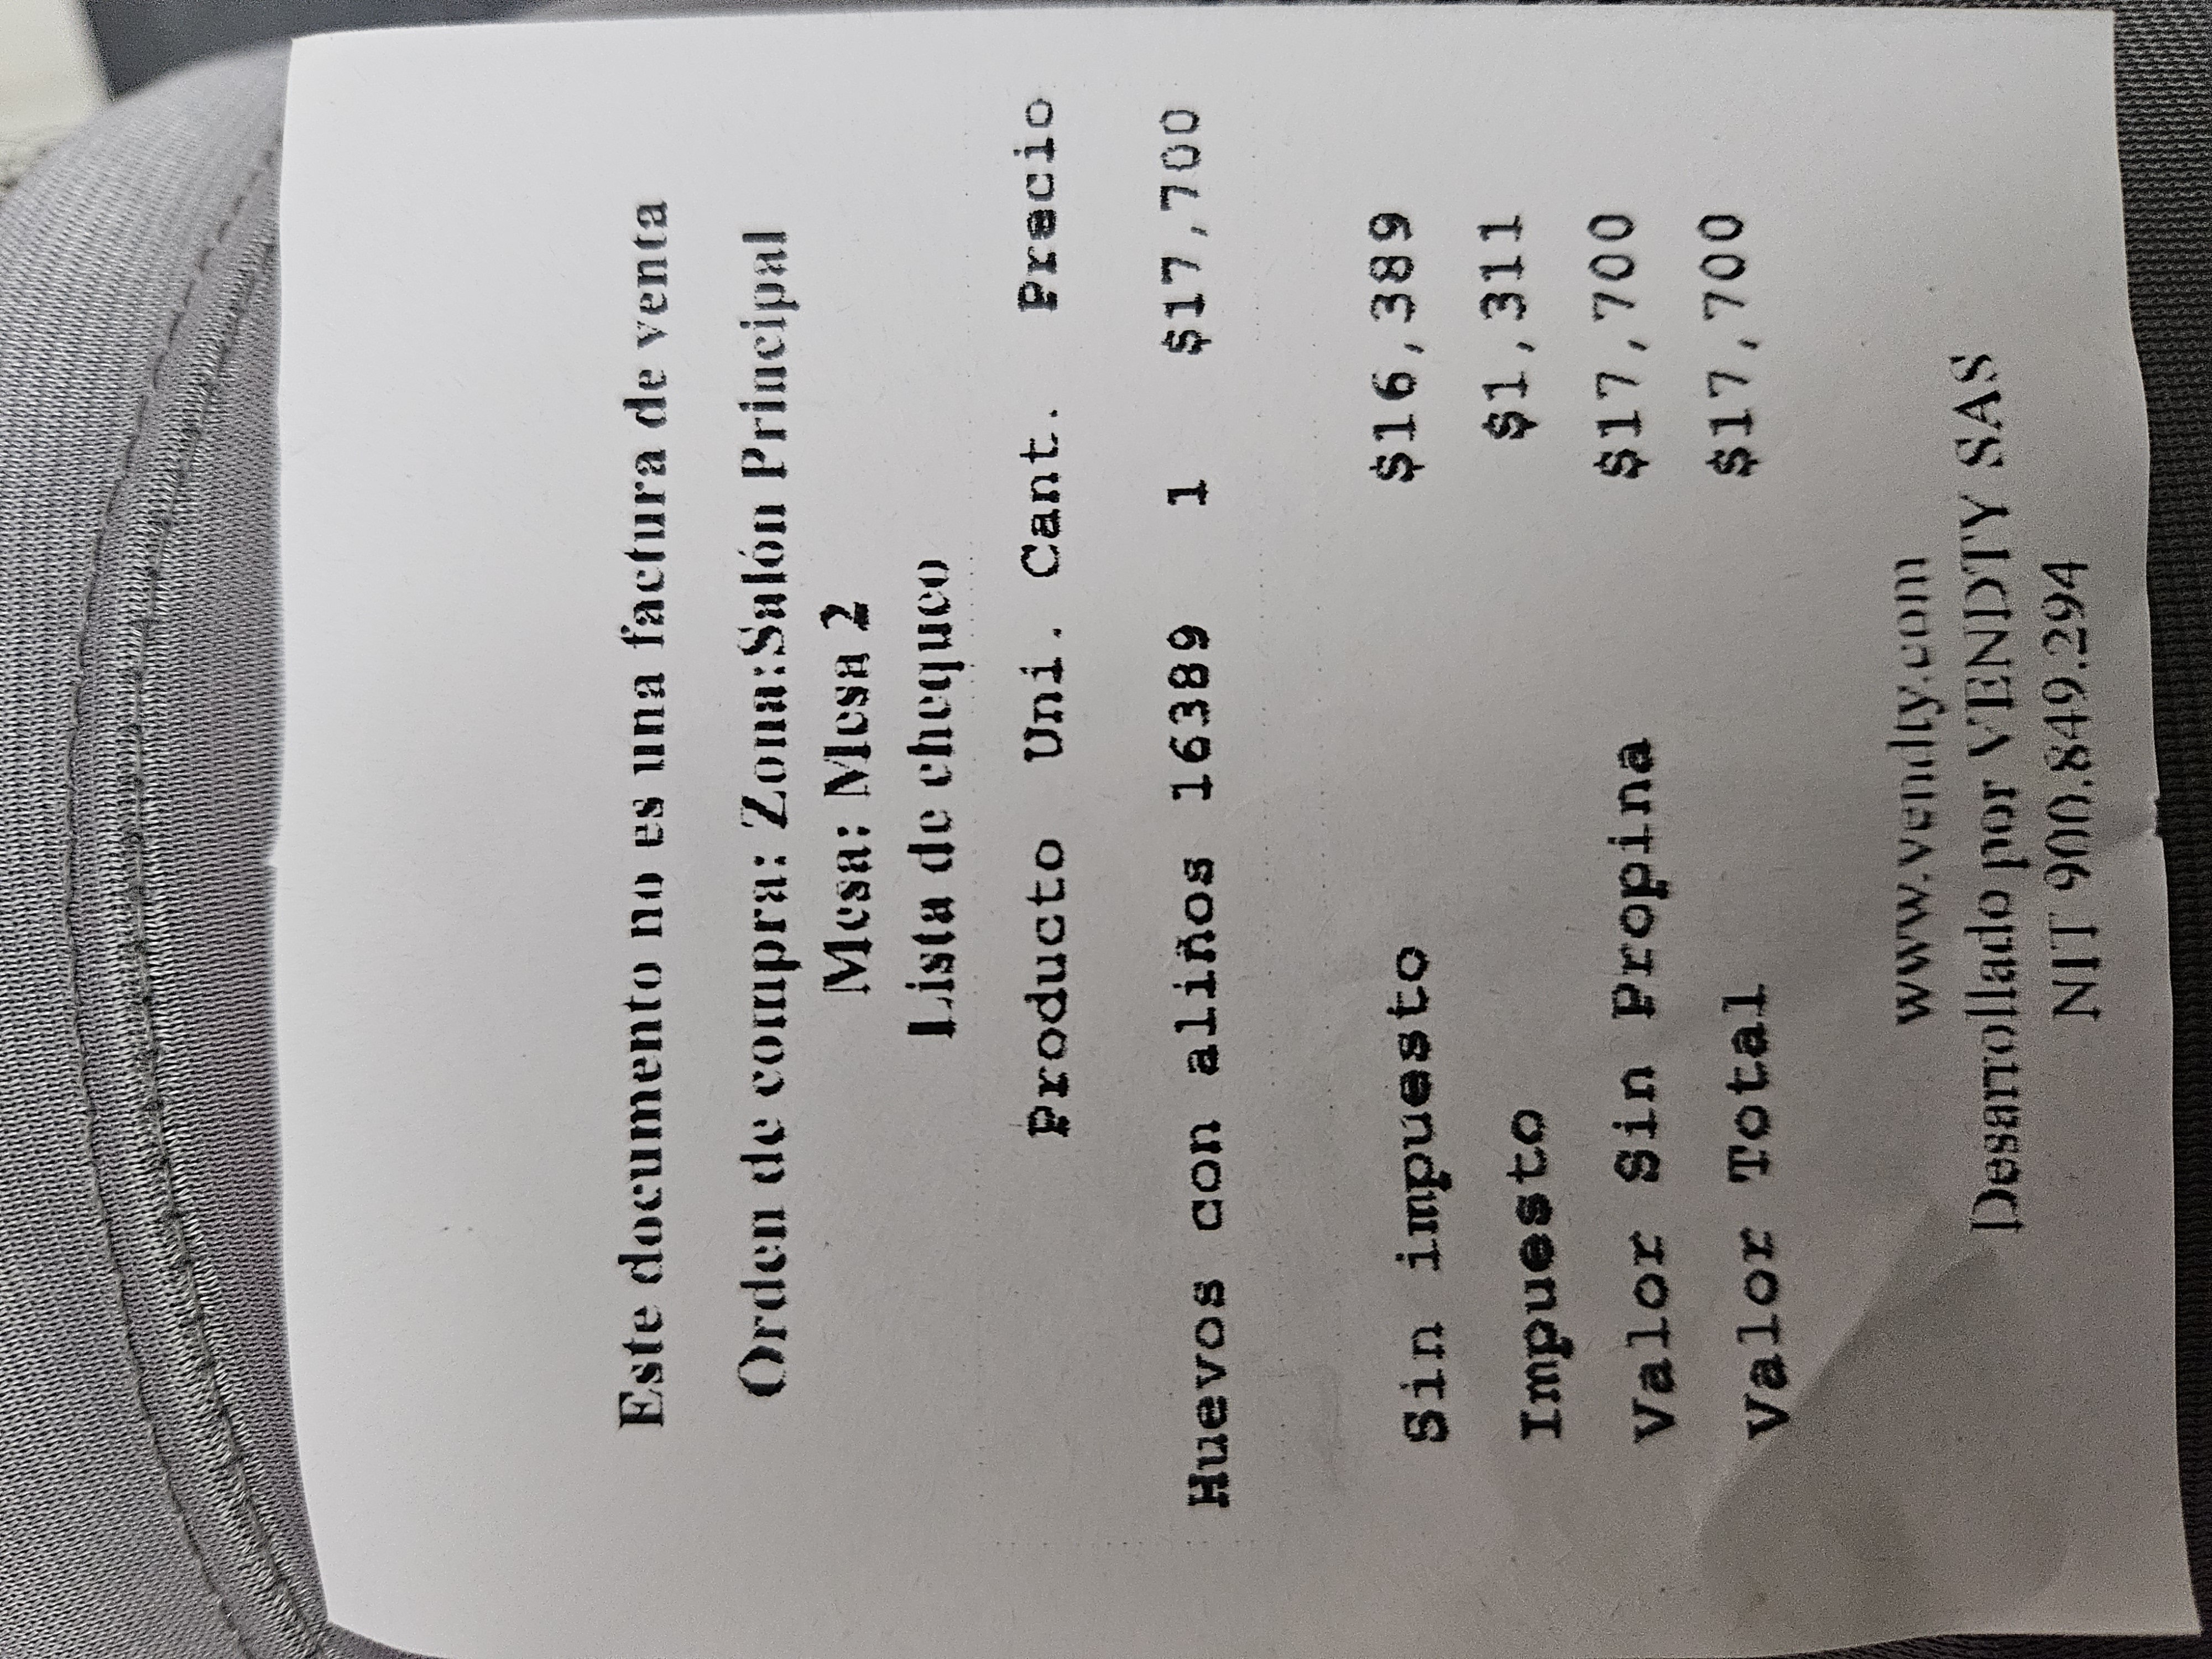 Este documento no es una factura de venta
Orden de compra: Zona:Salón Principal
Mesa: Mesa 2
Lista de chequeo
Producto Uni. Cant. Precio
Huevos con aliños 16389 1 $17,700
Sin impuesto $16,389
Impuesto $1,311
Valor Sin Propina $17,700
Valor Total $17,700
www.vendty.com
Desarrollado por VENDTY SAS
NIT 900.849.294